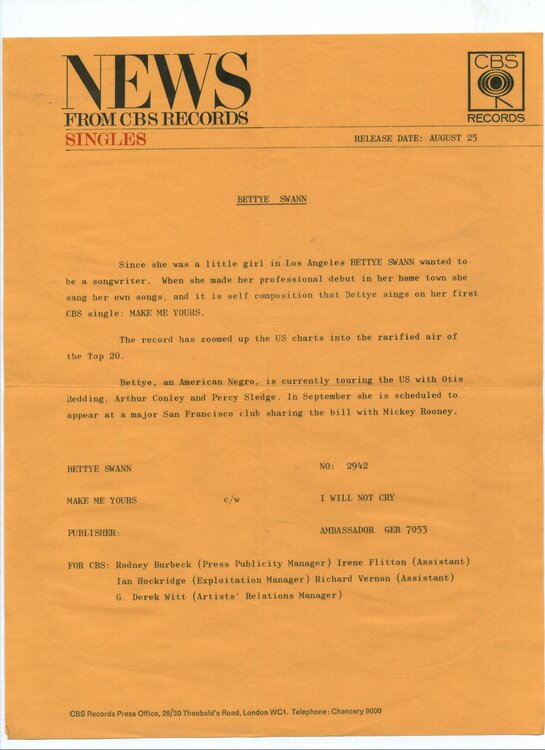 NEWS
FROM CBS RECORDS
SINGLES
CBS
RECORDS
RELEASE DATE: AUGUST 25
BETTYE SWANN
Since she was a little girl in Los Angeles BETTYE SWANN wanted to
be a songwriter. When she made her professional debut in her home town she
sang her own songs, and it is self composition that Bettye sings on her first
CBS single: MAKE ME YOURS.
The record has zoomed up the US charts into the rarified air of
the Top 20.
Bettye, an American Negro, is currently touring the US with Otis
Redding, Arthur Conley and Percy Sledge. In September she is scheduled to
appear at a major San Francisco club sharing the bill with Mickey Rooney.
BETTYE SWANN NO: 2942
MAKE ME YOURS c/w I WILL NOT CRY
PUBLISHER: AMBASSADOR GER 7053
FOR CBS: Rodney Burbeck (Press Publicity Manager) Irene Flitton (Assistant)
Ian Hockridge (Exploitation Manager) Richard Vernon (Assistant)
G. Derek Witt (Artists' Relations Manager)
CBS Records Press Office, 28/30 Theobald's Road, London WC1. Telephone: Chancery 9000